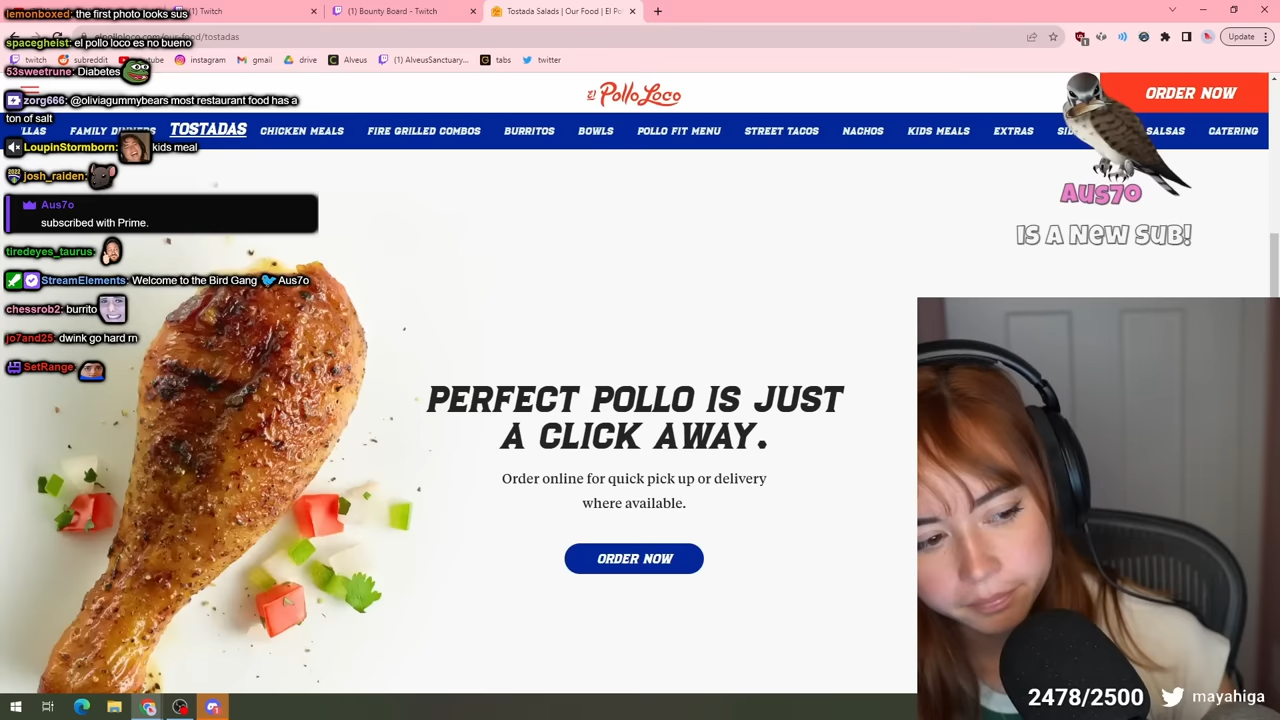 lemonboxed: the first photo looks sus
Twitch
(1) Bounty Board - Twitch
Tostada Salads | Our Food | El Po
spacegheist: el pollo loco es no bueno
/our-food/tostadas
Update
53sweetrune: Diabetes
twitch
subreddit
instagram
gmail
drive
Alveus
(1) AlveusSanctuary...
tabs
twitter
zorg666: @oliviagummybears most restaurant food has a
ton of salt
El Pollo Loco
ORDER NOW
FAMILY DINNERS
TOSTADAS
CHICKEN MEALS
FIRE GRILLED COMBOS
BURRITOS
BOWLS
POLLO FIT MENU
STREET TACOS
NACHOS
KIDS MEALS
EXTRAS
SALSAS
CATERING
LoupinStormborn: kids meal
josh_raiden:
Aus7o
subscribed with Prime.
Aus7o
is a new sub!
tiredeyes_taurus:
StreamElements: Welcome to the Bird Gang Aus7o
chessrob2: burrito
jo7and25: dwink go hard rn
SetRange
PERFECT POLLO IS JUST
A CLICK AWAY.
Order online for quick pick up or delivery
where available.
ORDER NOW
2478/2500
mayahiga